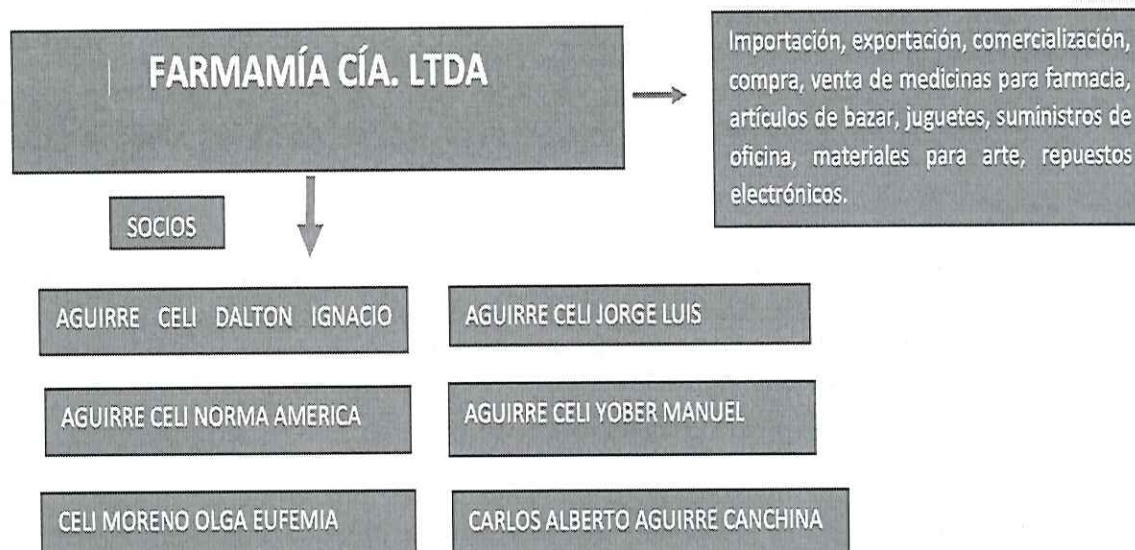 FARMAMÍA CÍA. LTDA
Importación, exportación, comercialización,
compra, venta de medicinas para farmacia,
artículos de bazar, juguetes, suministros de
oficina, materiales para arte, repuestos
electrónicos.
SOCIOS
AGUIRRE CELI DALTON IGNACIO
AGUIRRE CELI JORGE LUIS
AGUIRRE CELI NORMA AMERICA
AGUIRRE CELI YOBER MANUEL
CELI MORENO OLGA EUFEMIA
CARLOS ALBERTO AGUIRRE CANCHINA